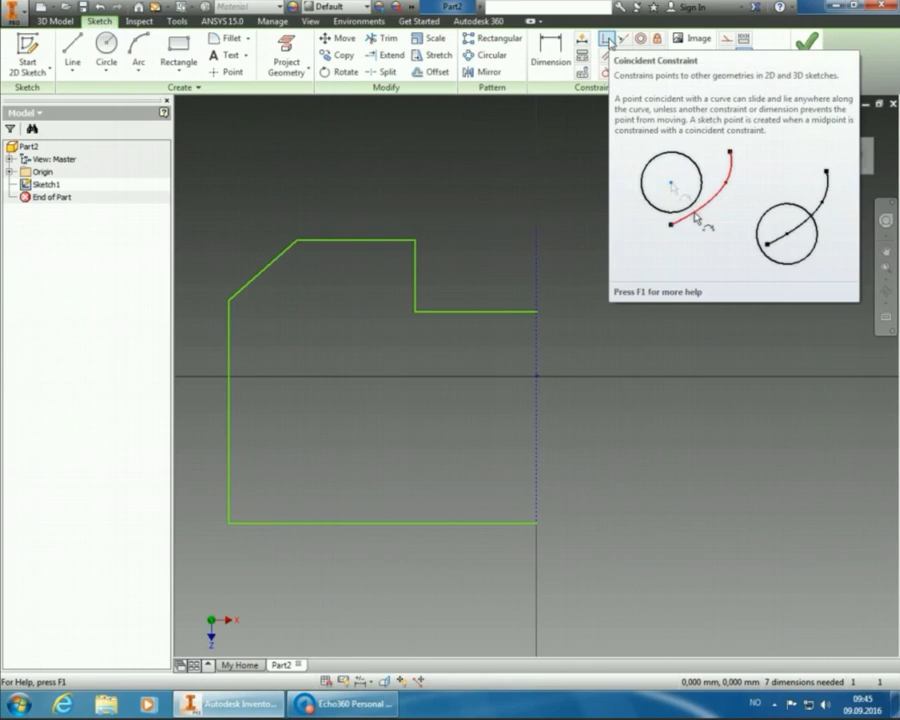 PRO
Material
Default
Part2
Sign In
3D Model
Sketch
Inspect
Tools
ANSYS 15.0
Manage
View
Environments
Get Started
Autodesk 360
Start
2D Sketch
Line
Circle
Arc
Rectangle
Fillet
Text
Point
Project
Geometry
Move
Copy
Rotate
Trim
Extend
Split
Scale
Stretch
Offset
Rectangular
Circular
Mirror
Dimension
Image
Sketch
Create
Modify
Pattern
Constrain
Coincident Constraint
Constrains points to other geometries in 2D and 3D sketches.
A point coincident with a curve can slide and lie anywhere along
the curve, unless another constraint or dimension prevents the
point from moving. A sketch point is created when a midpoint is
constrained with a coincident constraint.
Press F1 for more help
Model
Part2
View: Master
Origin
Sketch1
End of Part
X
Z
My Home
Part2
For Help, press F1
0,000 mm, 0,000 mm
7 dimensions needed
1
1
Autodesk Invento...
Echo360 Personal ...
NO
09:45
09.09.2016